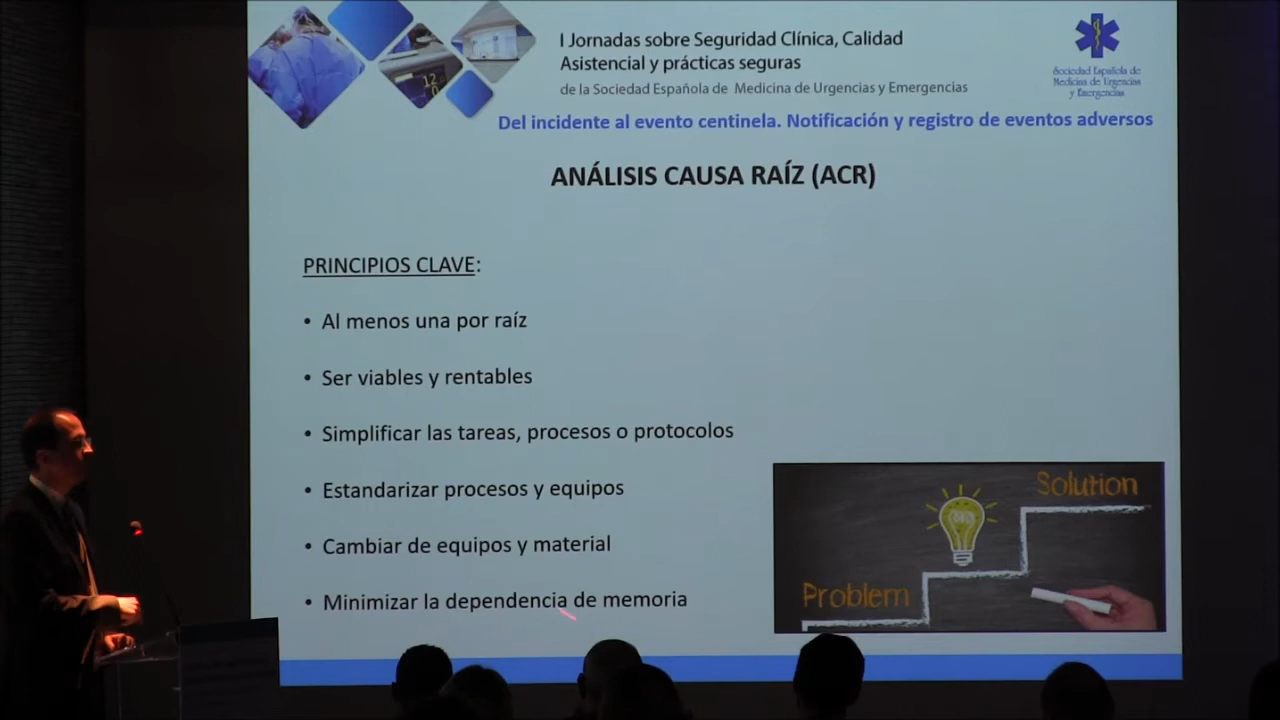 I Jornadas sobre Seguridad Clínica, Calidad
Asistencial y prácticas seguras
de la Sociedad Española de Medicina de Urgencias y Emergencias
Sociedad Española de
Medicina de Urgencias
y Emergencias
Del incidente al evento centinela. Notificación y registro de eventos adversos
ANÁLISIS CAUSA RAÍZ (ACR)
PRINCIPIOS CLAVE:
• Al menos una por raíz
• Ser viables y rentables
• Simplificar las tareas, procesos o protocolos
• Estandarizar procesos y equipos
• Cambiar de equipos y material
• Minimizar la dependencia de memoria
Solution
Problem